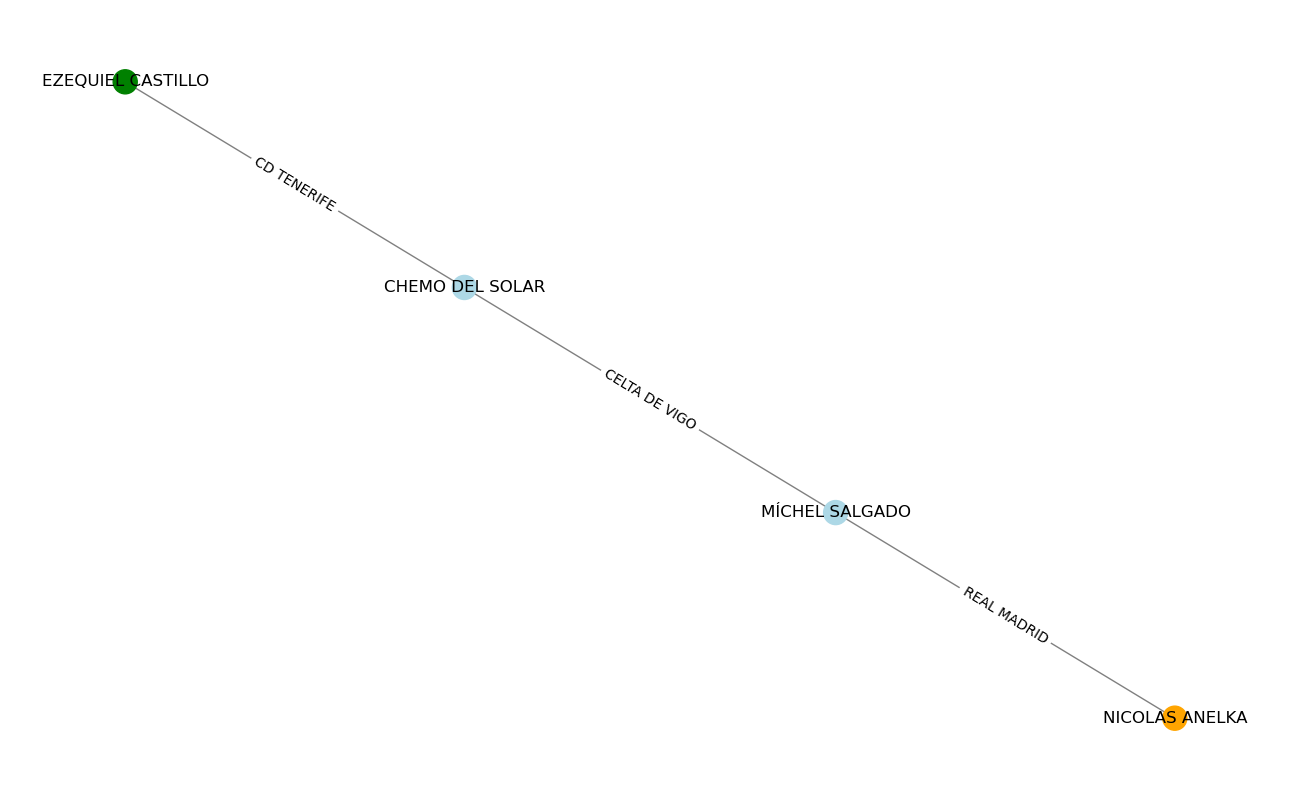 EZEQUIEL CASTILLO
CD TENERIFE
CHEMO DEL SOLAR
CELTA DE VIGO
MÍCHEL SALGADO
REAL MADRID
NICOLAS ANELKA